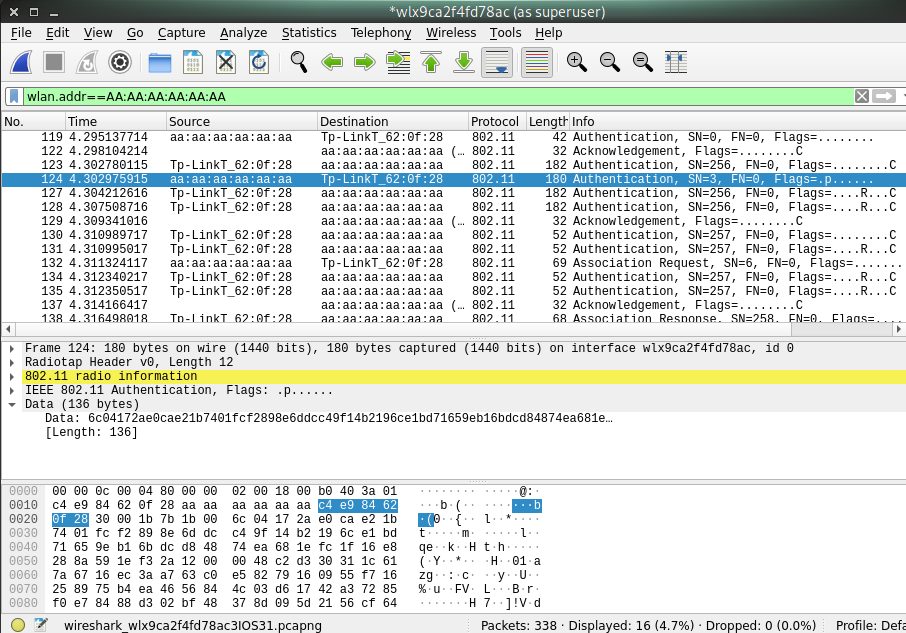 *wlx9ca2f4fd78ac (as superuser)
File Edit View Go Capture Analyze Statistics Telephony Wireless Tools Help
wlan.addr==AA:AA:AA:AA:AA:AA
No. Time Source Destination Protocol Length Info
119 4.295137714 aa:aa:aa:aa:aa:aa Tp-LinkT_62:0f:28 802.11 42 Authentication, SN=0, FN=0, Flags=........
122 4.298104214 aa:aa:aa:aa:aa:aa (… 802.11 32 Acknowledgement, Flags=........C
123 4.302780115 Tp-LinkT_62:0f:28 aa:aa:aa:aa:aa:aa 802.11 182 Authentication, SN=256, FN=0, Flags=........C
124 4.302975915 aa:aa:aa:aa:aa:aa Tp-LinkT_62:0f:28 802.11 180 Authentication, SN=3, FN=0, Flags=.p......
127 4.304212616 Tp-LinkT_62:0f:28 aa:aa:aa:aa:aa:aa 802.11 182 Authentication, SN=256, FN=0, Flags=....R...C
128 4.307508716 Tp-LinkT_62:0f:28 aa:aa:aa:aa:aa:aa 802.11 182 Authentication, SN=256, FN=0, Flags=....R...C
129 4.309341016 aa:aa:aa:aa:aa:aa (… 802.11 32 Acknowledgement, Flags=........C
130 4.310989717 Tp-LinkT_62:0f:28 aa:aa:aa:aa:aa:aa 802.11 52 Authentication, SN=257, FN=0, Flags=........C
131 4.310995017 Tp-LinkT_62:0f:28 aa:aa:aa:aa:aa:aa 802.11 52 Authentication, SN=257, FN=0, Flags=....R...C
132 4.311324117 aa:aa:aa:aa:aa:aa Tp-LinkT_62:0f:28 802.11 69 Association Request, SN=6, FN=0, Flags=.......
134 4.312340217 Tp-LinkT_62:0f:28 aa:aa:aa:aa:aa:aa 802.11 52 Authentication, SN=257, FN=0, Flags=....R...C
135 4.312350517 Tp-LinkT_62:0f:28 aa:aa:aa:aa:aa:aa 802.11 52 Authentication, SN=257, FN=0, Flags=....R...C
137 4.314166417 aa:aa:aa:aa:aa:aa (… 802.11 32 Acknowledgement, Flags=........C
138 4.316498018 Tp-LinkT_62:0f:28 aa:aa:aa:aa:aa:aa 802.11 68 Association Response, SN=258, FN=0, Flags=....
Frame 124: 180 bytes on wire (1440 bits), 180 bytes captured (1440 bits) on interface wlx9ca2f4fd78ac, id 0
Radiotap Header v0, Length 12
802.11 radio information
IEEE 802.11 Authentication, Flags: .p......
Data (136 bytes)
Data: 6c04172ae0cae21b7401fcf2898e6ddcc49f14b2196ce1bd71659eb16bdcd84874ea681e…
[Length: 136]
0000 00 00 0c 00 04 80 00 00 02 00 18 00 b0 40 3a 01 ········ ·····@:·
0010 c4 e9 84 62 0f 28 aa aa aa aa aa aa c4 e9 84 62 ···b·(·· ·······b
0020 0f 28 30 00 1b 7b 1b 00 6c 04 17 2a e0 ca e2 1b ·(0··{·· l··*····
0030 74 01 fc f2 89 8e 6d dc c4 9f 14 b2 19 6c e1 bd t·····m· ·····l··
0040 71 65 9e b1 6b dc d8 48 74 ea 68 1e fc 1f 16 e8 qe··k··H t·h·····
0050 28 8a 59 1e f3 2a 12 00 00 48 c2 d3 30 31 1c 61 (·Y··*·· ·H··01·a
0060 7a 67 16 ec 3a a7 63 c0 e5 82 79 16 09 55 f7 16 zg··:·c· ··y··U··
0070 25 89 75 b4 ea 46 56 84 4c 03 d6 17 42 a3 72 85 %·u··FV· L···B·r·
0080 f0 e7 84 88 d3 02 bf 48 37 8d 09 5d 21 56 cf 64 ·······H 7··]!V·d
wireshark_wlx9ca2f4fd78ac3IOS31.pcapng Packets: 338 · Displayed: 16 (4.7%) · Dropped: 0 (0.0%) Profile: Defa